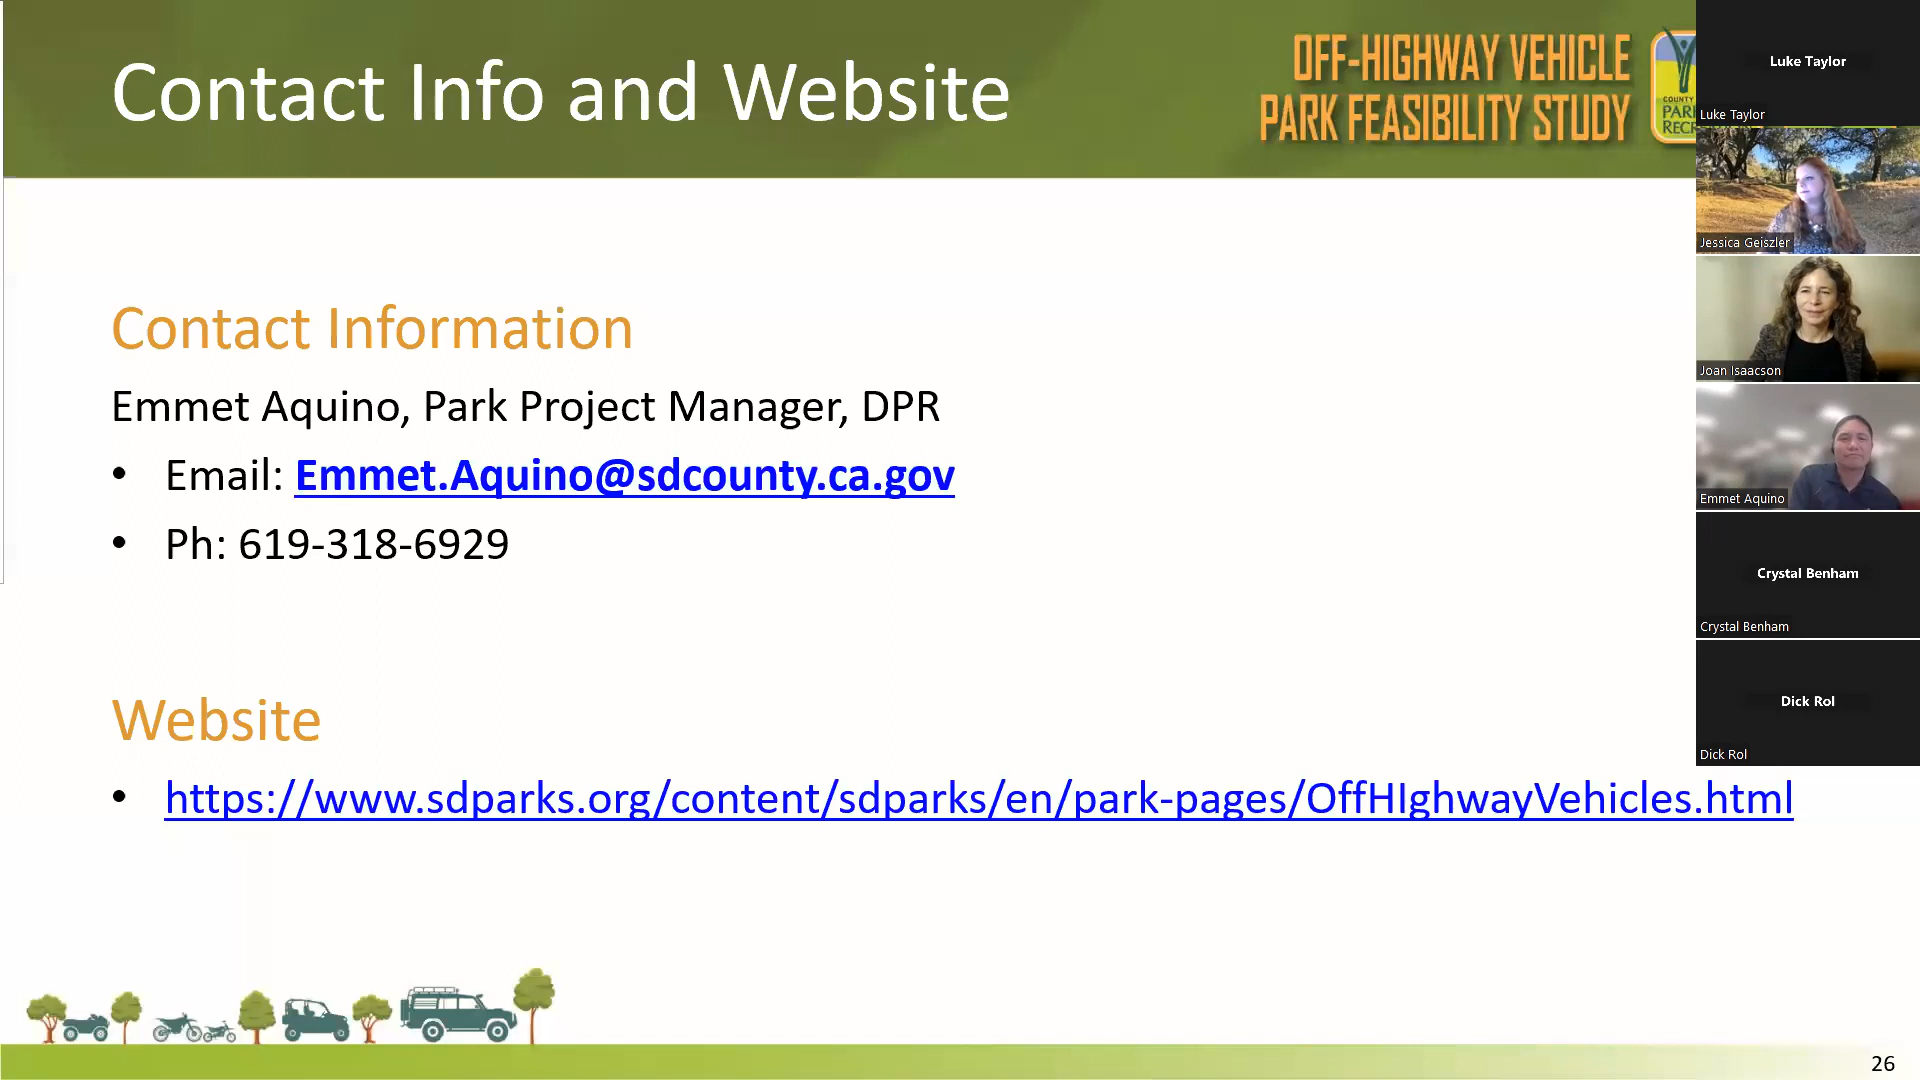 Contact Info and Website
OFF-HIGHWAY VEHICLE
PARK FEASIBILITY STUDY
COUNTY
Luke Taylor
Luke Taylor
Jessica Geiszler
Joan Isaacson
Emmet Aquino
Crystal Benham
Crystal Benham
Dick Rol
Dick Rol
Contact Information
Emmet Aquino, Park Project Manager, DPR
• Email: Emmet.Aquino@sdcounty.ca.gov
• Ph: 619-318-6929
Website
• https://www.sdparks.org/content/sdparks/en/park-pages/OffHIghwayVehicles.html
26